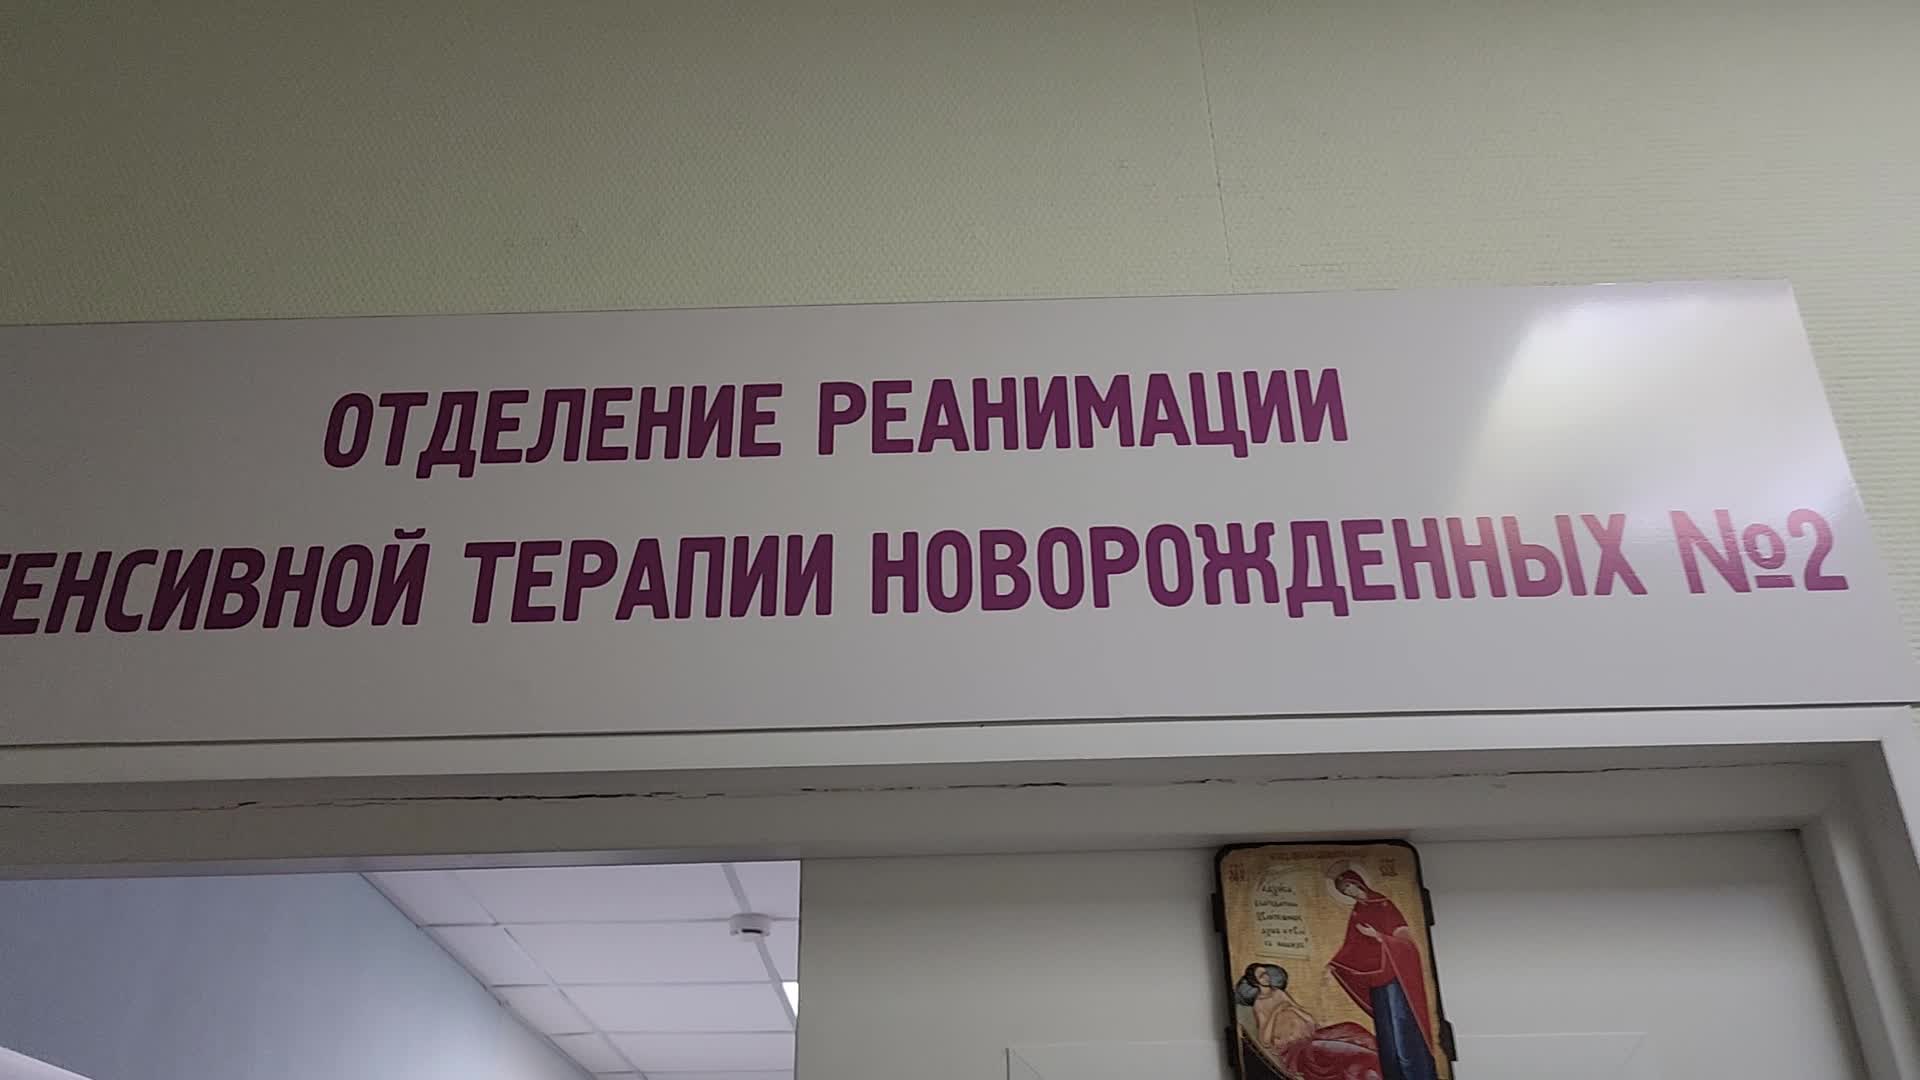 ОТДЕЛЕНИЕ РЕАНИМАЦИИ
ТЕНСИВНОЙ ТЕРАПИИ НОВОРОЖДЕННЫХ №2